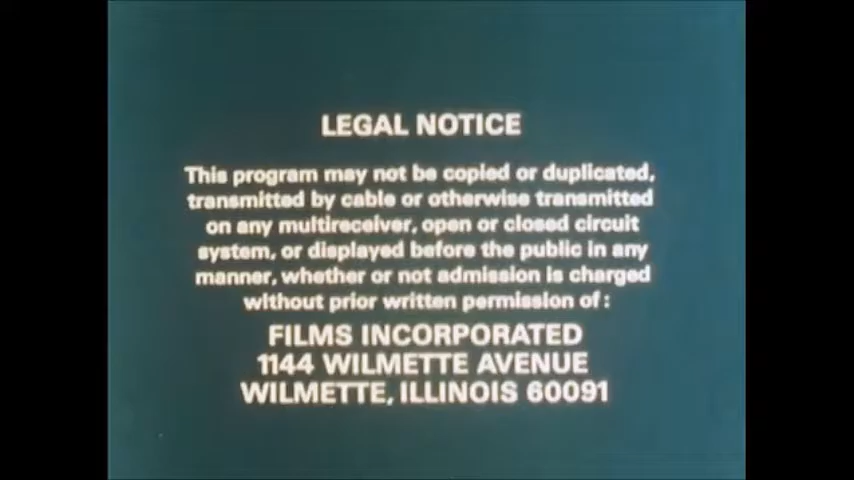 LEGAL NOTICE
This program may not be copied or duplicated,
transmitted by cable or otherwise transmitted
on any multireceiver, open or closed circuit
system, or displayed before the public in any
manner, whether or not admission is charged
without prior written permission of:
FILMS INCORPORATED
1144 WILMETTE AVENUE
WILMETTE, ILLINOIS 60091